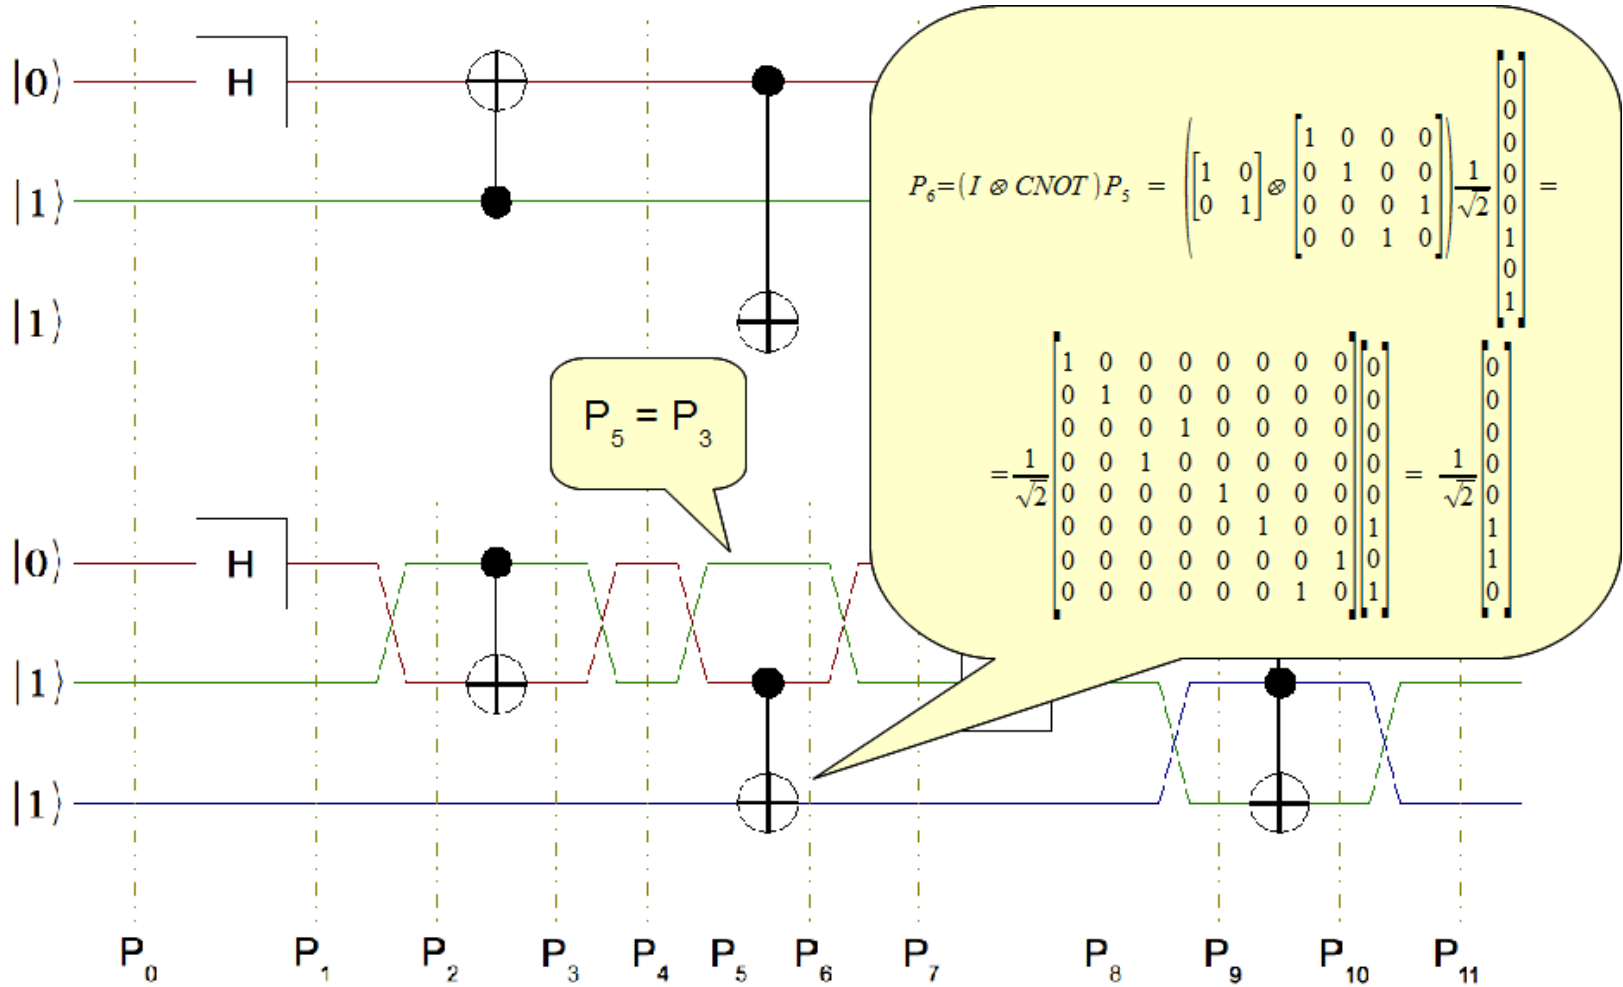 |0⟩ H
|1⟩
|1⟩
P₆=(I ⊗ CNOT)P₅ = ([1 0; 0 1] ⊗ [1 0 0 0; 0 1 0 0; 0 0 0 1; 0 0 1 0]) 1/√2 [0; 0; 0; 0; 0; 1; 0; 1] =
= 1/√2 [1 0 0 0 0 0 0 0; 0 1 0 0 0 0 0 0; 0 0 0 1 0 0 0 0; 0 0 1 0 0 0 0 0; 0 0 0 0 1 0 0 0; 0 0 0 0 0 1 0 0; 0 0 0 0 0 0 0 1; 0 0 0 0 0 0 1 0] [0; 0; 0; 0; 0; 1; 0; 1] = 1/√2 [0; 0; 0; 0; 0; 1; 1; 0]
P₅ = P₃
|0⟩ H
|1⟩
|1⟩
P₀ P₁ P₂ P₃ P₄ P₅ P₆ P₇ P₈ P₉ P₁₀ P₁₁